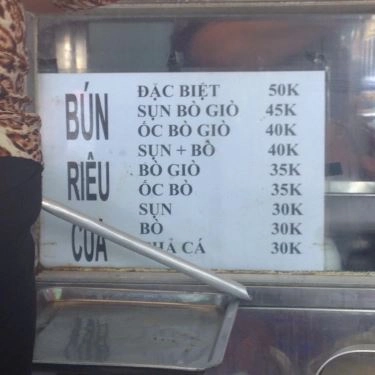 BÚN
RIÊU
CUA
ĐẶC BIỆT 50K
SỤN BÒ GIÒ 45K
ỐC BÒ GIÒ 40K
SỤN + BÒ 40K
BÒ GIÒ 35K
ỐC BÒ 35K
SỤN 30K
BÒ 30K
CHẢ CÁ 30K